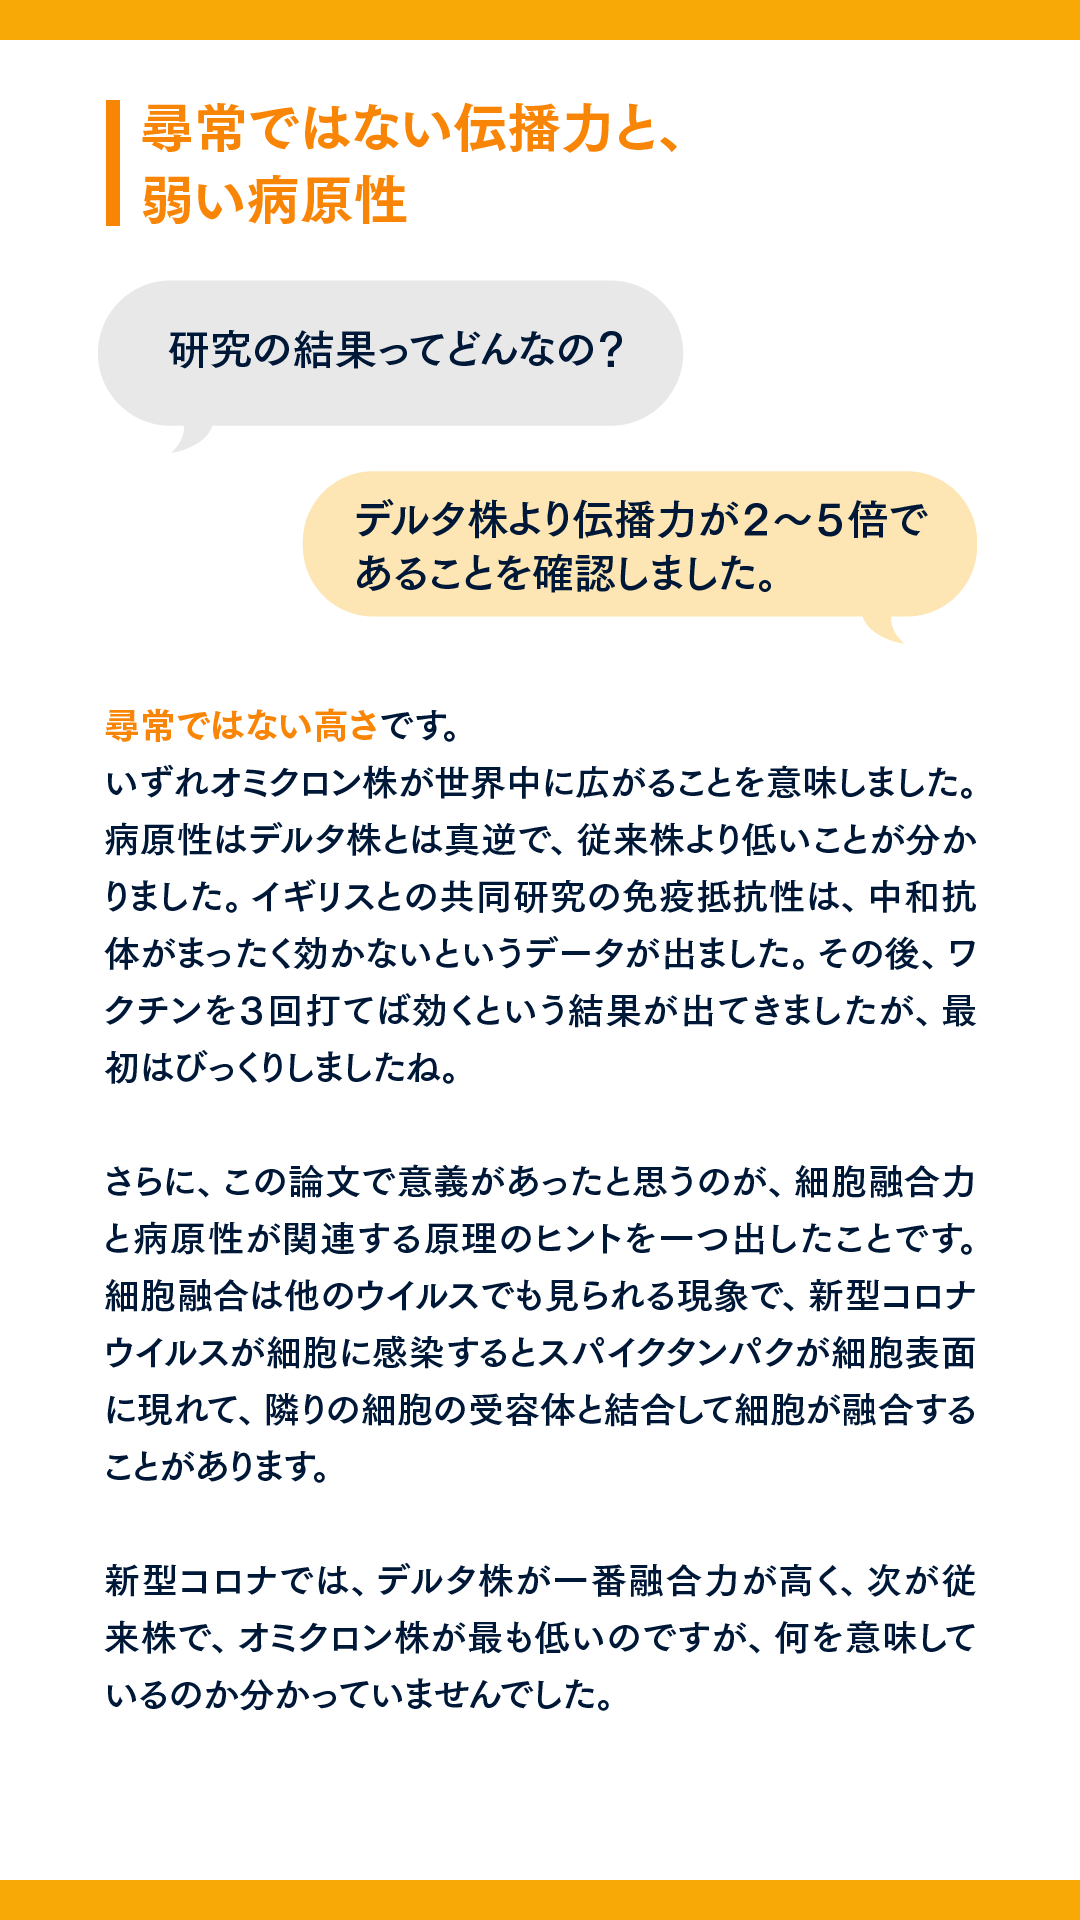 尋常ではない伝播力と、
弱い病原性
研究の結果ってどんなの？
デルタ株より伝播力が２〜５倍で
あることを確認しました。
尋常ではない高さです。
いずれオミクロン株が世界中に広がることを意味しました。
病原性はデルタ株とは真逆で、従来株より低いことが分か
りました。イギリスとの共同研究の免疫抵抗性は、中和抗
体がまったく効かないというデータが出ました。その後、ワ
クチンを３回打てば効くという結果が出てきましたが、最
初はびっくりしましたね。
さらに、この論文で意義があったと思うのが、細胞融合力
と病原性が関連する原理のヒントを一つ出したことです。
細胞融合は他のウイルスでも見られる現象で、新型コロナ
ウイルスが細胞に感染するとスパイクタンパクが細胞表面
に現れて、隣りの細胞の受容体と結合して細胞が融合する
ことがあります。
新型コロナでは、デルタ株が一番融合力が高く、次が従
来株で、オミクロン株が最も低いのですが、何を意味して
いるのか分かっていませんでした。